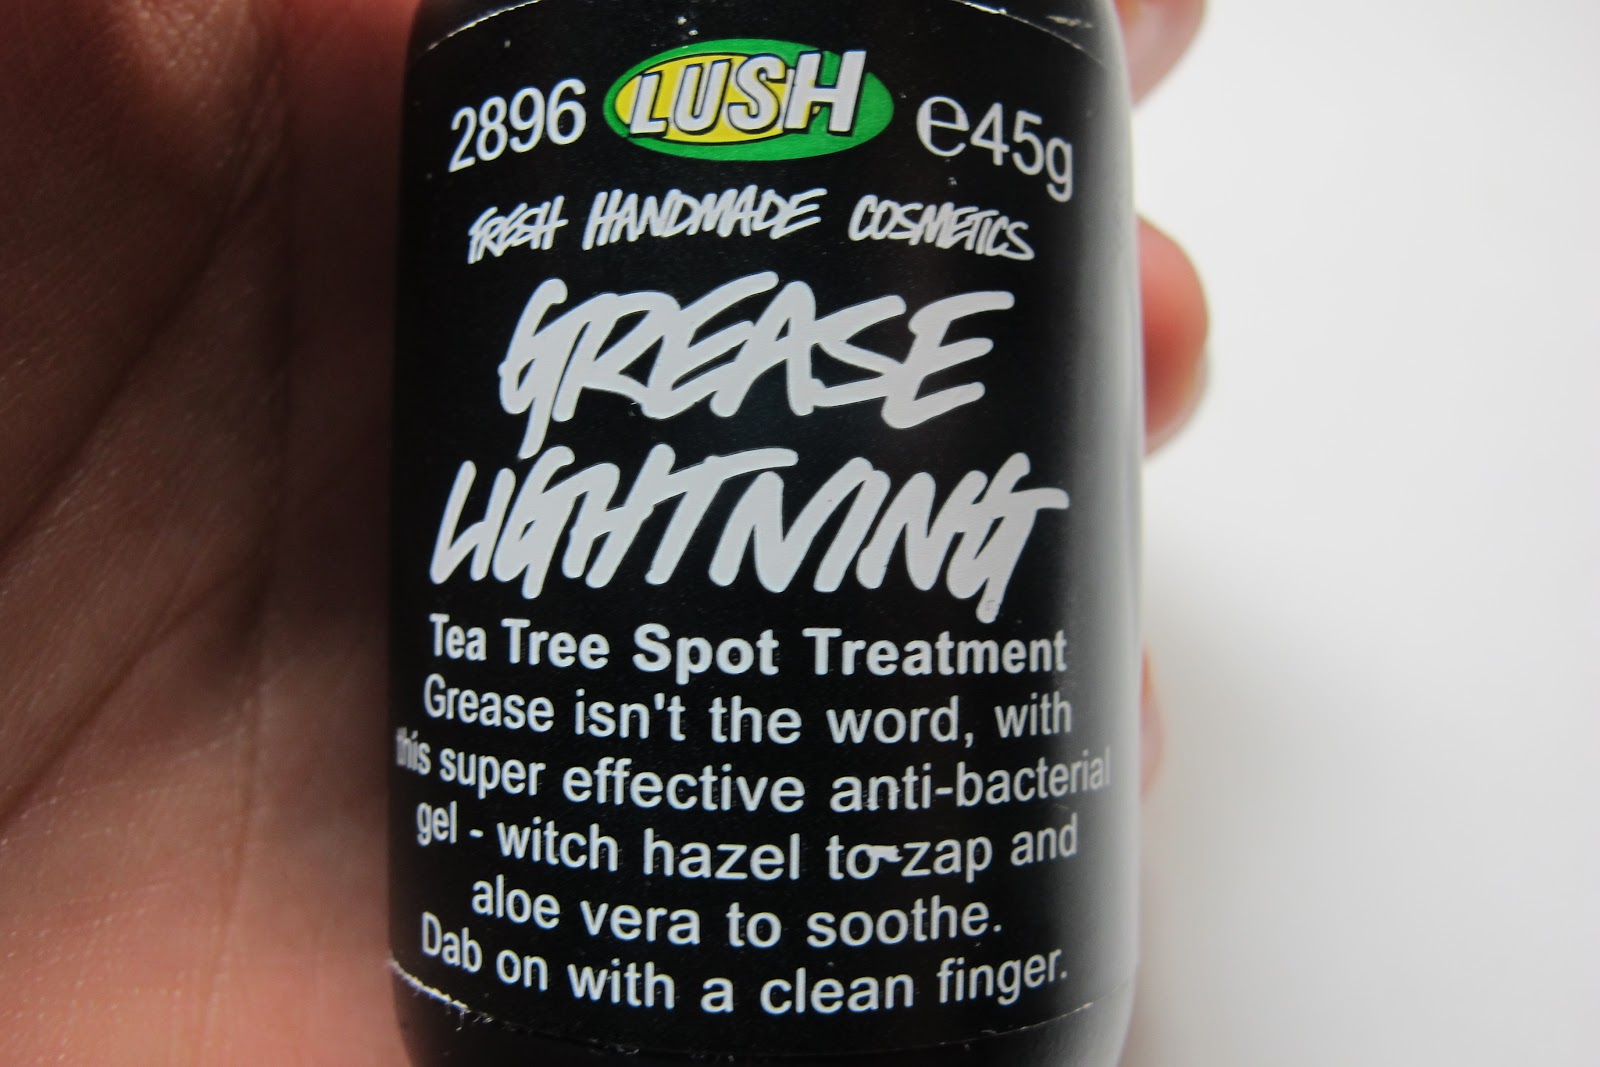 2896 LUSH e45g
FRESH HANDMADE COSMETICS
GREASE
LIGHTNING
Tea Tree Spot Treatment
Grease isn't the word, with
this super effective anti-bacterial
gel - witch hazel to zap and
aloe vera to soothe.
Dab on with a clean finger.